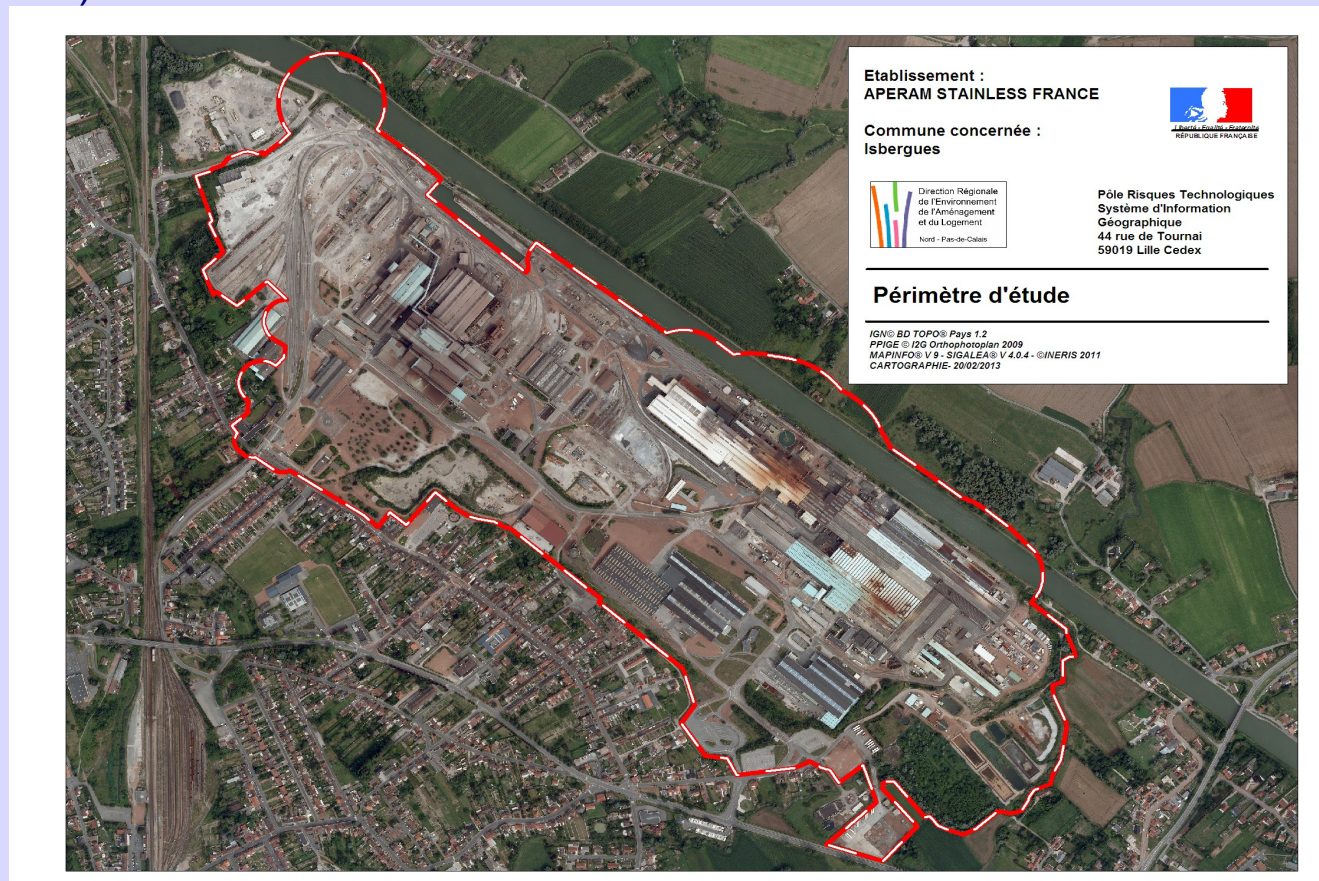 Etablissement :
APERAM STAINLESS FRANCE
Commune concernée :
Isbergues
Liberté • Egalité • Fraternité
RÉPUBLIQUE FRANÇAISE
Direction Régionale
de l'Environnement
de l'Aménagement
et du Logement
Nord - Pas-de-Calais
Pôle Risques Technologiques
Système d'Information
Géographique
44 rue de Tournai
59019 Lille Cedex
Périmètre d'étude
IGN© BD TOPO® Pays 1.2
PPIGE © I2G Orthophotoplan 2009
MAPINFO® V 9 - SIGALEA® V 4.0.4 - ©INERIS 2011
CARTOGRAPHIE- 20/02/2013